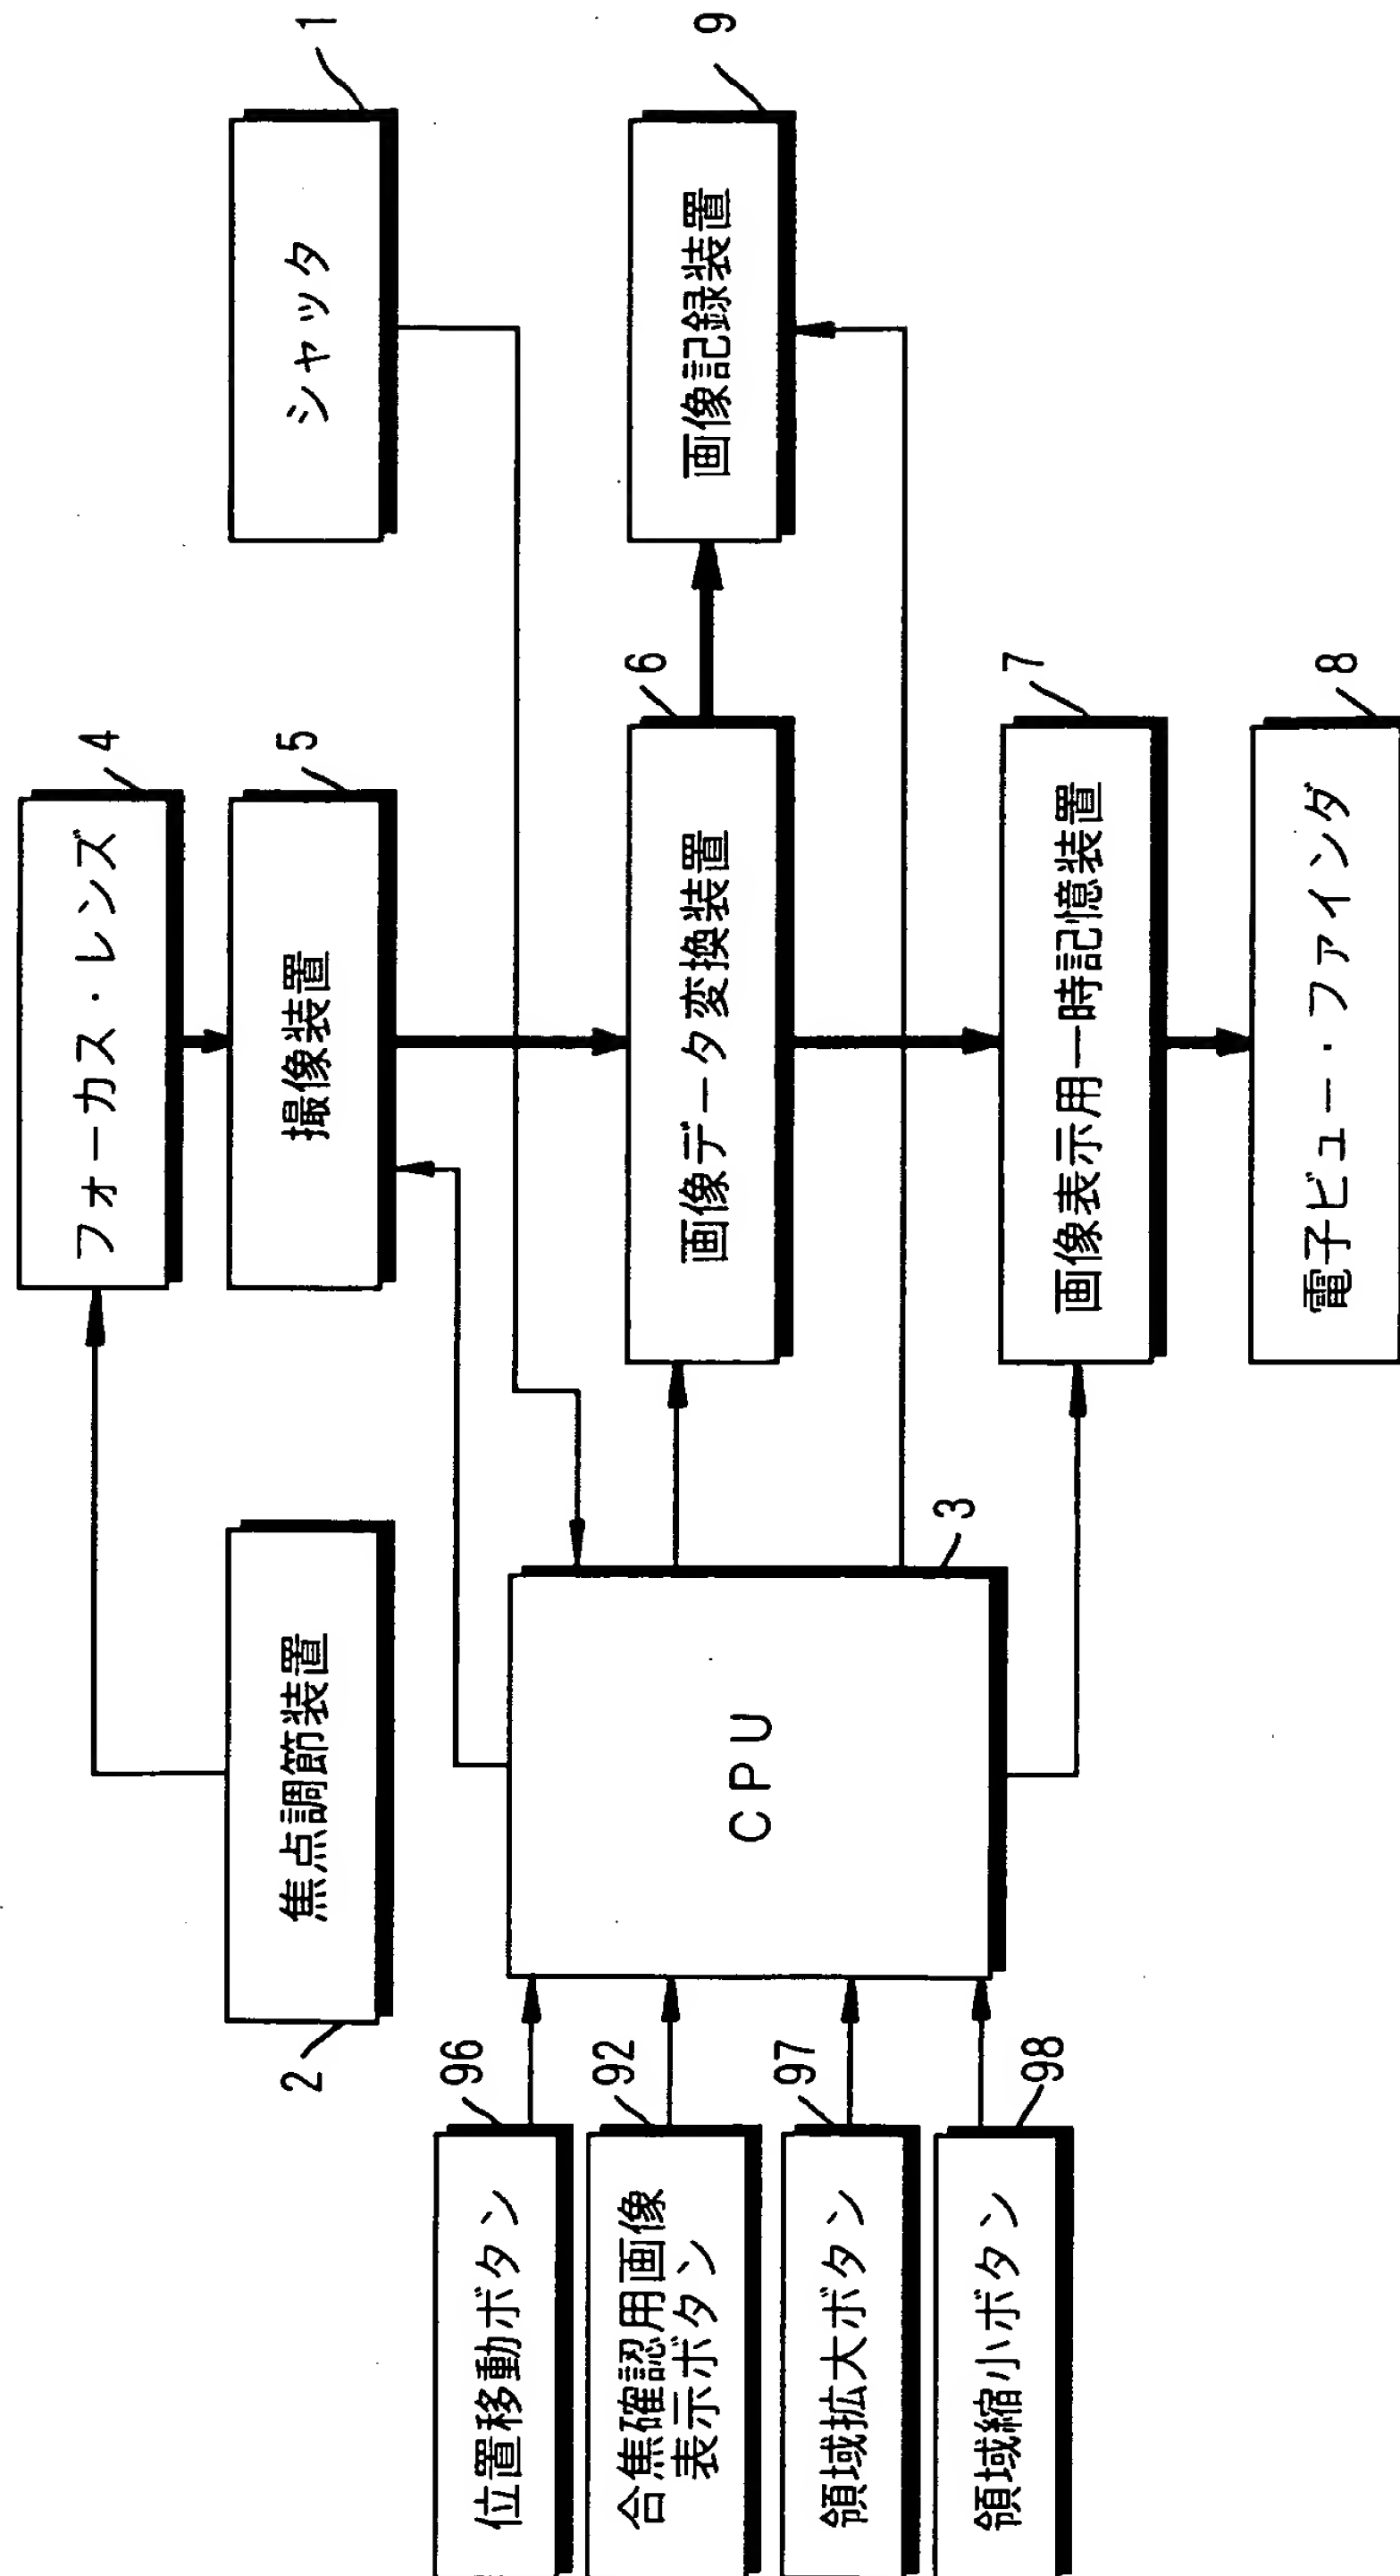 フォーカス・レンズ
4
焦点調節装置
2
撮像装置
5
シャッタ
1
位置移動ボタン
96
合焦確認用画像
表示ボタン
92
領域拡大ボタン
97
領域縮小ボタン
98
CPU
3
画像データ変換装置
6
画像記録装置
9
画像表示用一時記憶装置
7
電子ビュー・ファインダ
8